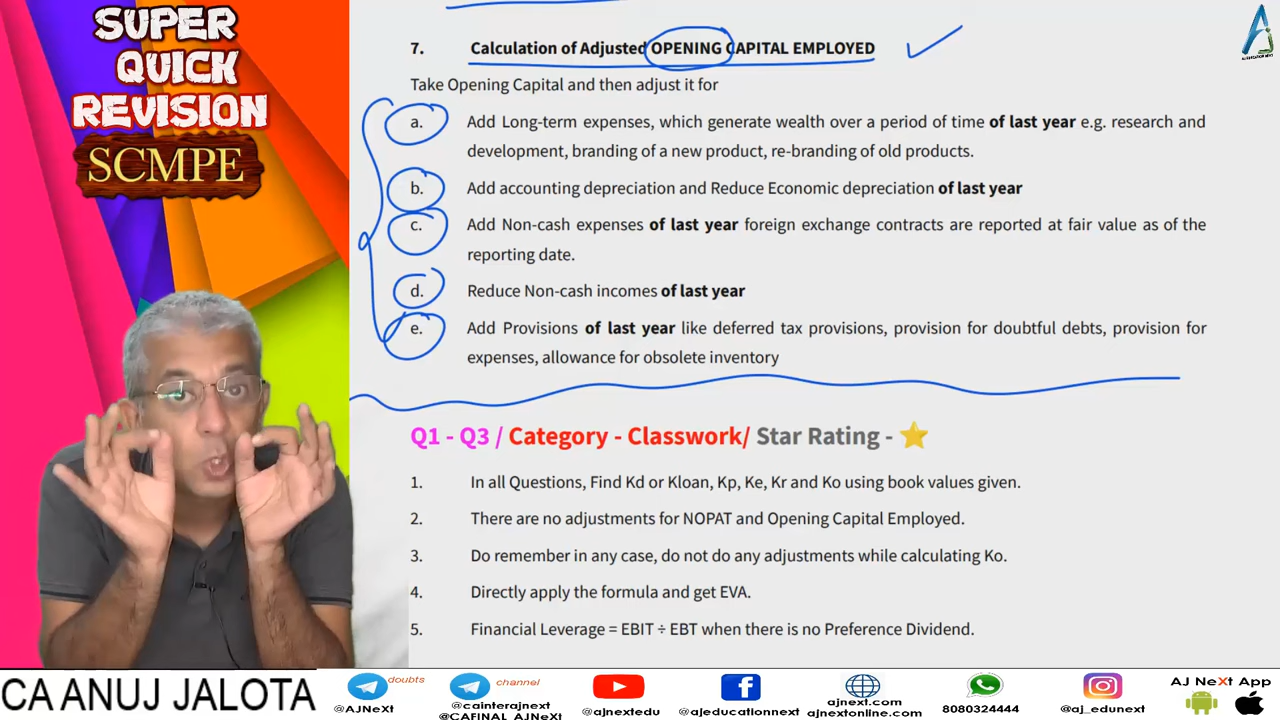 SUPER
QUICK
REVISION
SCMPE
7. Calculation of Adjusted OPENING CAPITAL EMPLOYED
Take Opening Capital and then adjust it for
a. Add Long-term expenses, which generate wealth over a period of time of last year e.g. research and
development, branding of a new product, re-branding of old products.
b. Add accounting depreciation and Reduce Economic depreciation of last year
c. Add Non-cash expenses of last year foreign exchange contracts are reported at fair value as of the
reporting date.
d. Reduce Non-cash incomes of last year
e. Add Provisions of last year like deferred tax provisions, provision for doubtful debts, provision for
expenses, allowance for obsolete inventory
Q1 - Q3 / Category - Classwork/ Star Rating -
1. In all Questions, Find Kd or Kloan, Kp, Ke, Kr and Ko using book values given.
2. There are no adjustments for NOPAT and Opening Capital Employed.
3. Do remember in any case, do not do any adjustments while calculating Ko.
4. Directly apply the formula and get EVA.
5. Financial Leverage = EBIT ÷ EBT when there is no Preference Dividend.
CA ANUJ JALOTA
doubts
@AJNeXt
channel
@cainterajnext
@CAFINAL_AJNeXt
@ajnextedu
@ajeducationnext
ajnext.com
ajnextonline.com
8080324444
@aj_edunext
AJ NeXt App